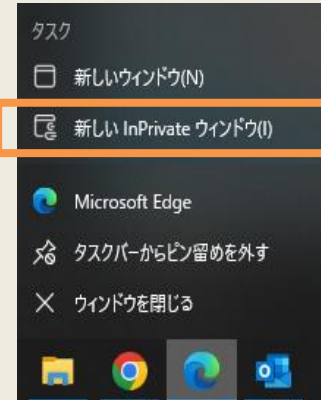 タスク
新しいウィンドウ(N)
新しい InPrivate ウィンドウ(I)
Microsoft Edge
タスクバーからピン留めを外す
ウィンドウを閉じる